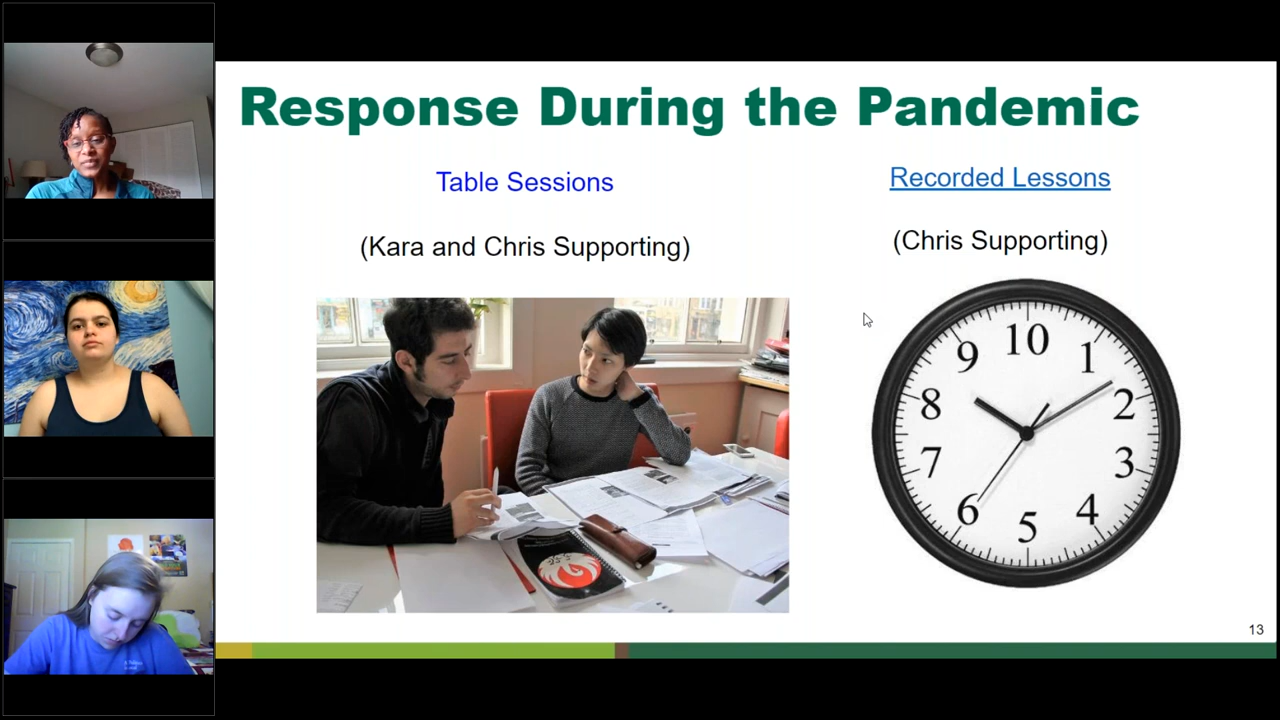 Response During the Pandemic
Table Sessions
Recorded Lessons
(Kara and Chris Supporting)
(Chris Supporting)
10
1
2
3
4
5
6
7
8
9
13